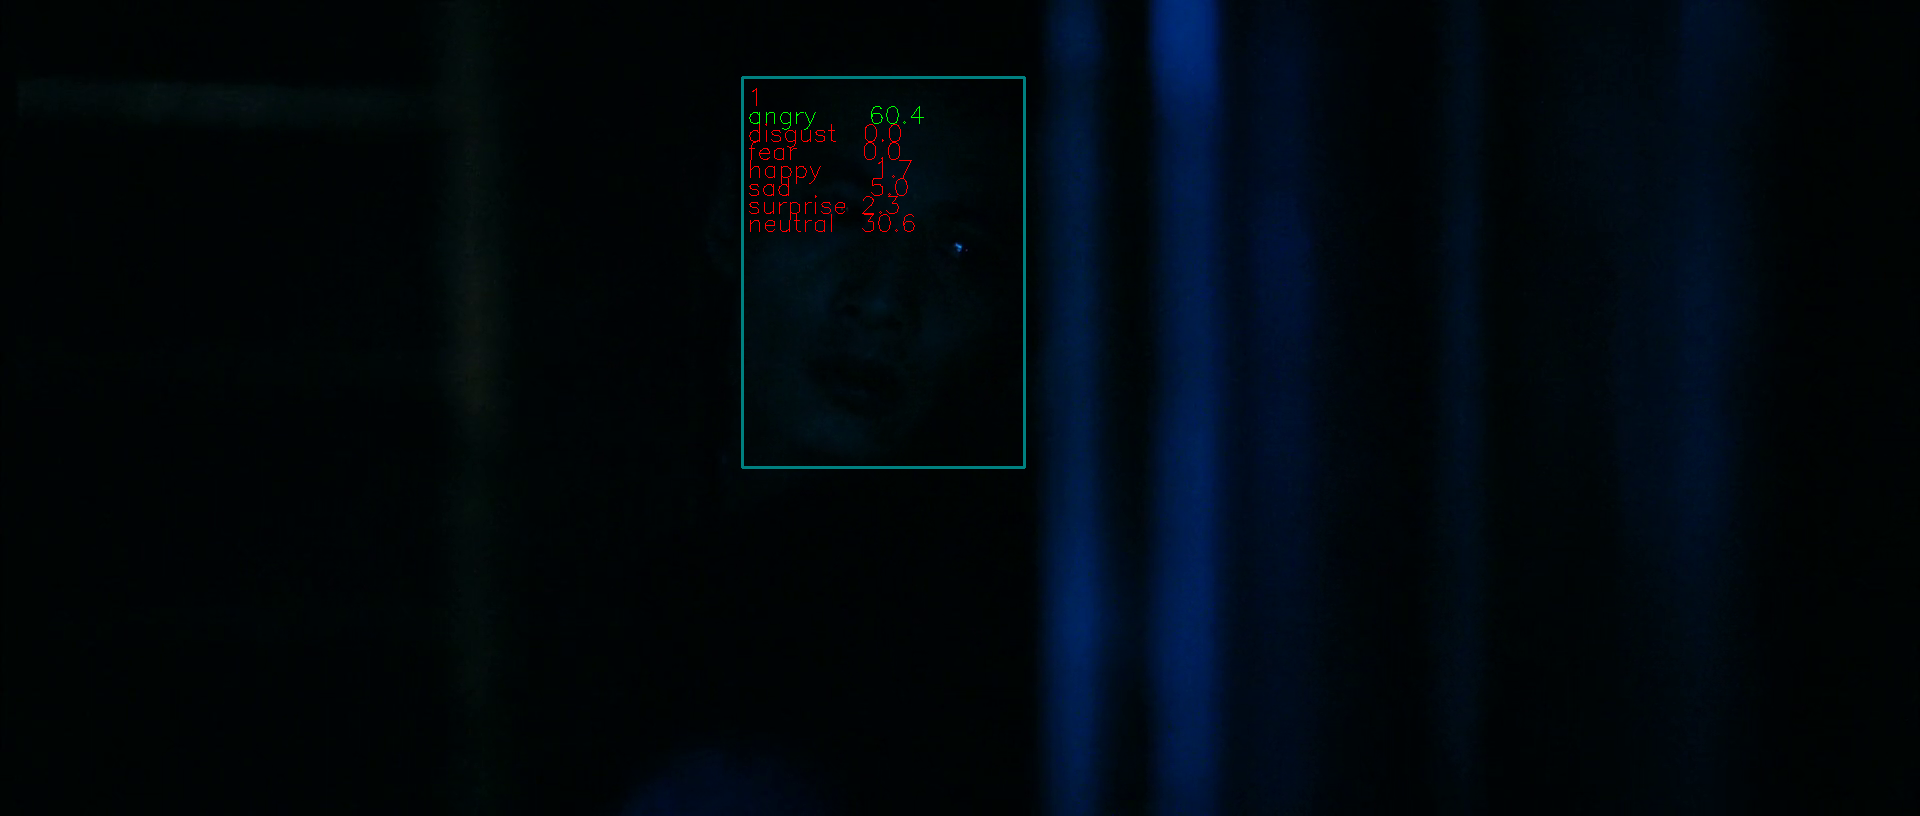 1
angry 60.4
disgust 0.0
fear 0.0
happy 1.7
sad 5.0
surprise 2.3
neutral 30.6